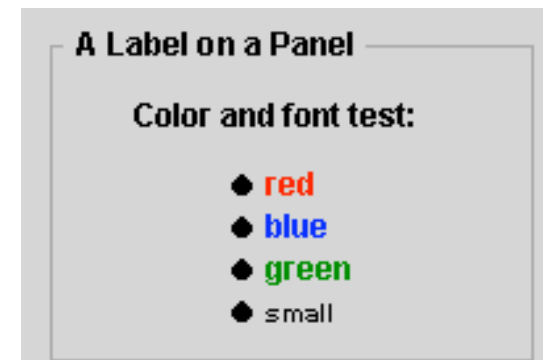 A Label on a Panel
Color and font test:
● red
● blue
● green
● small